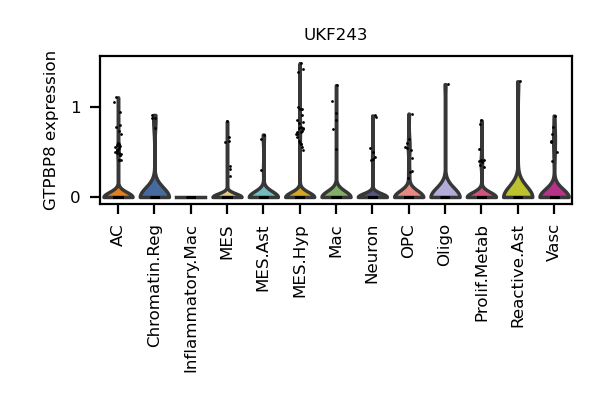 UKF243
GTPBP8 expression
1
0
AC
Chromatin.Reg
Inflammatory.Mac
MES
MES.Ast
MES.Hyp
Mac
Neuron
OPC
Oligo
Prolif.Metab
Reactive.Ast
Vasc